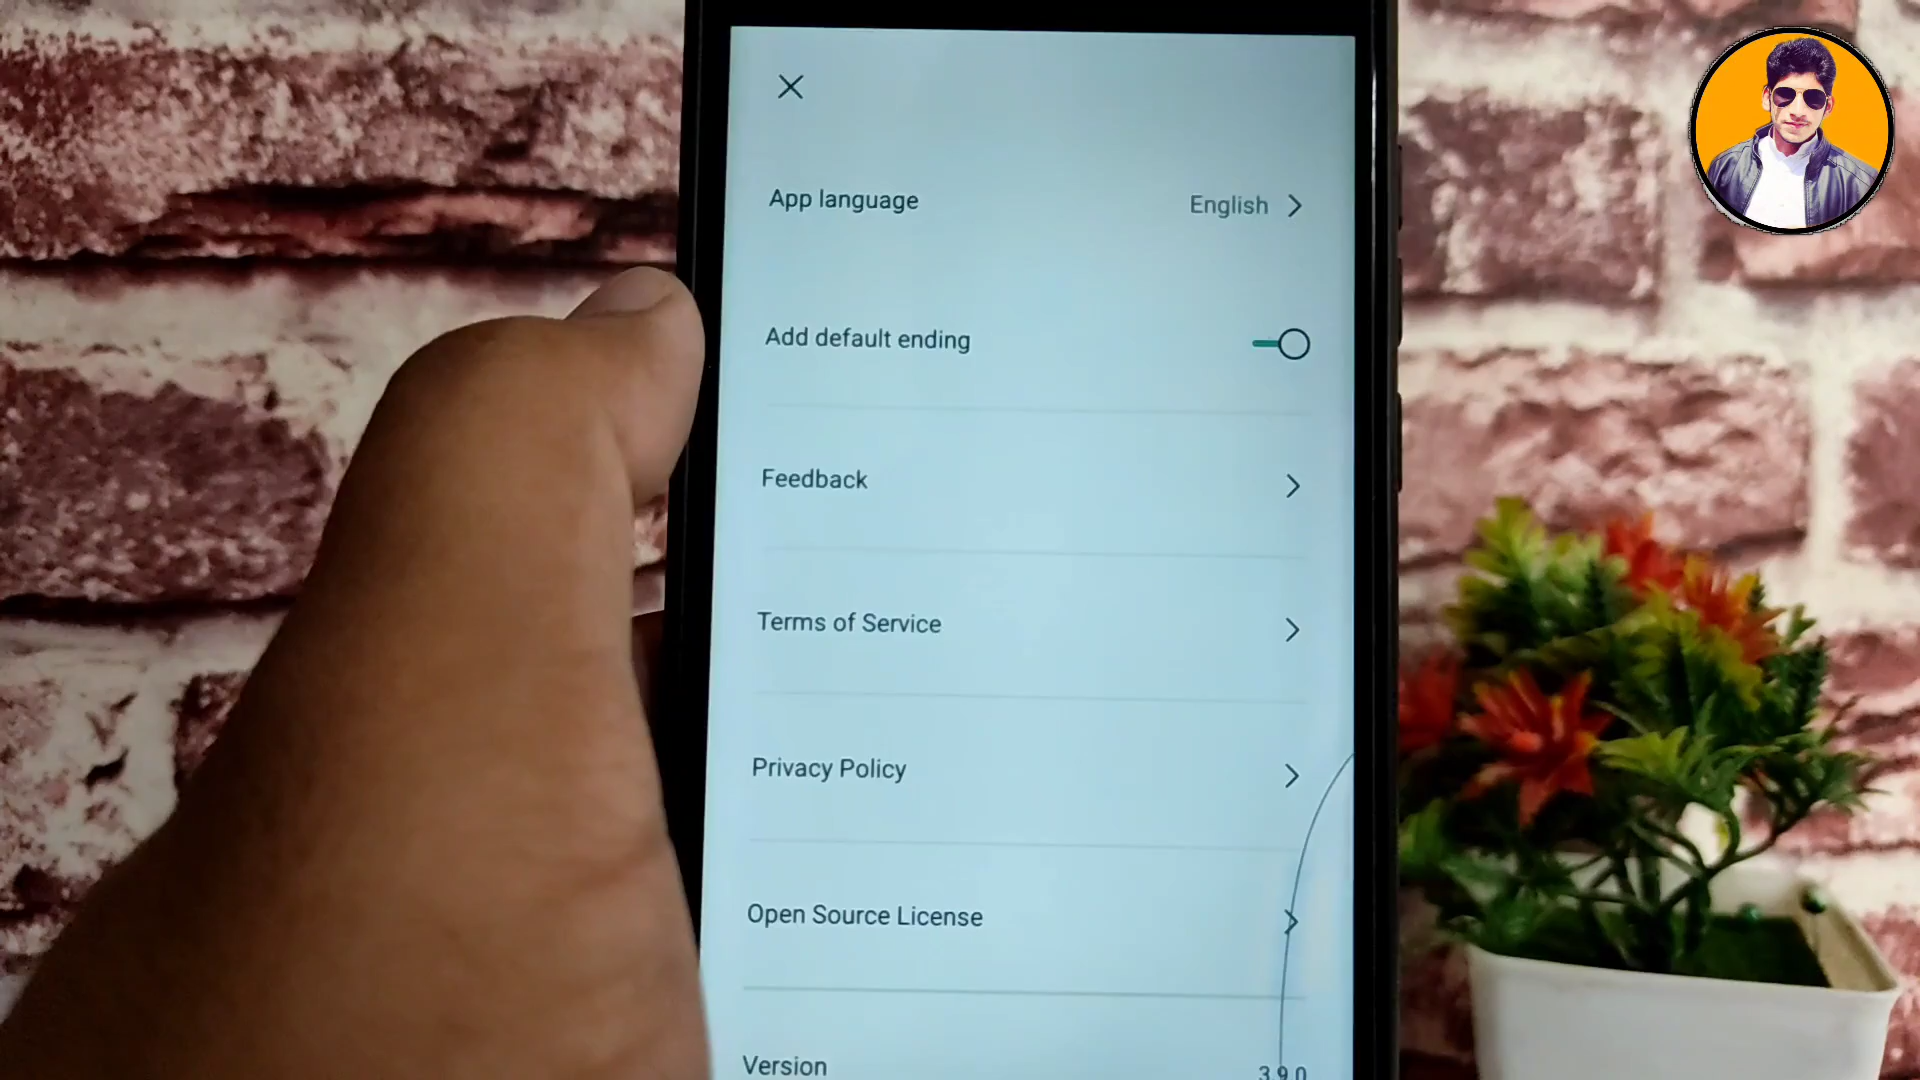 App language English
Add default ending
Feedback
Terms of Service
Privacy Policy
Open Source License
Version 3.9.0